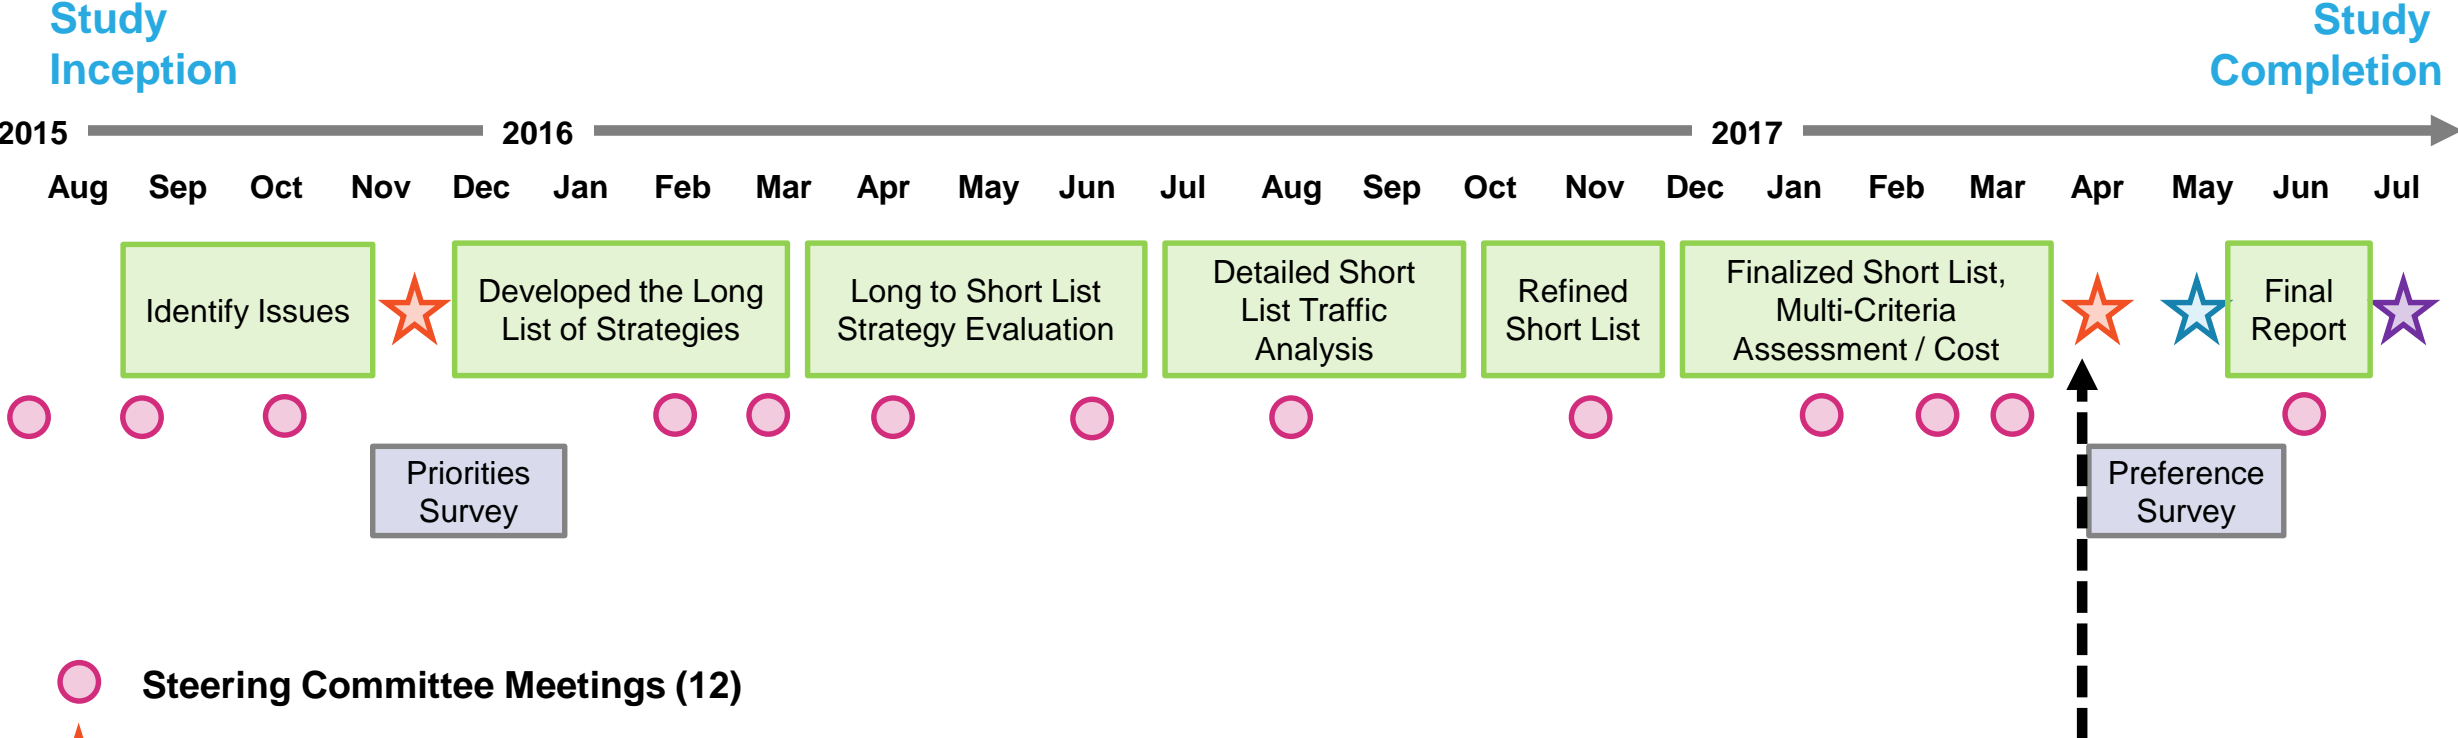 Study
Inception
Study
Completion
2015
2016
2017
Aug Sep Oct Nov Dec Jan Feb Mar Apr May Jun Jul Aug Sep Oct Nov Dec Jan Feb Mar Apr May Jun Jul
Identify Issues
Developed the Long
List of Strategies
Long to Short List
Strategy Evaluation
Detailed Short
List Traffic
Analysis
Refined
Short List
Finalized Short List,
Multi-Criteria
Assessment / Cost
Final
Report
Priorities
Survey
Preference
Survey
Steering Committee Meetings (12)